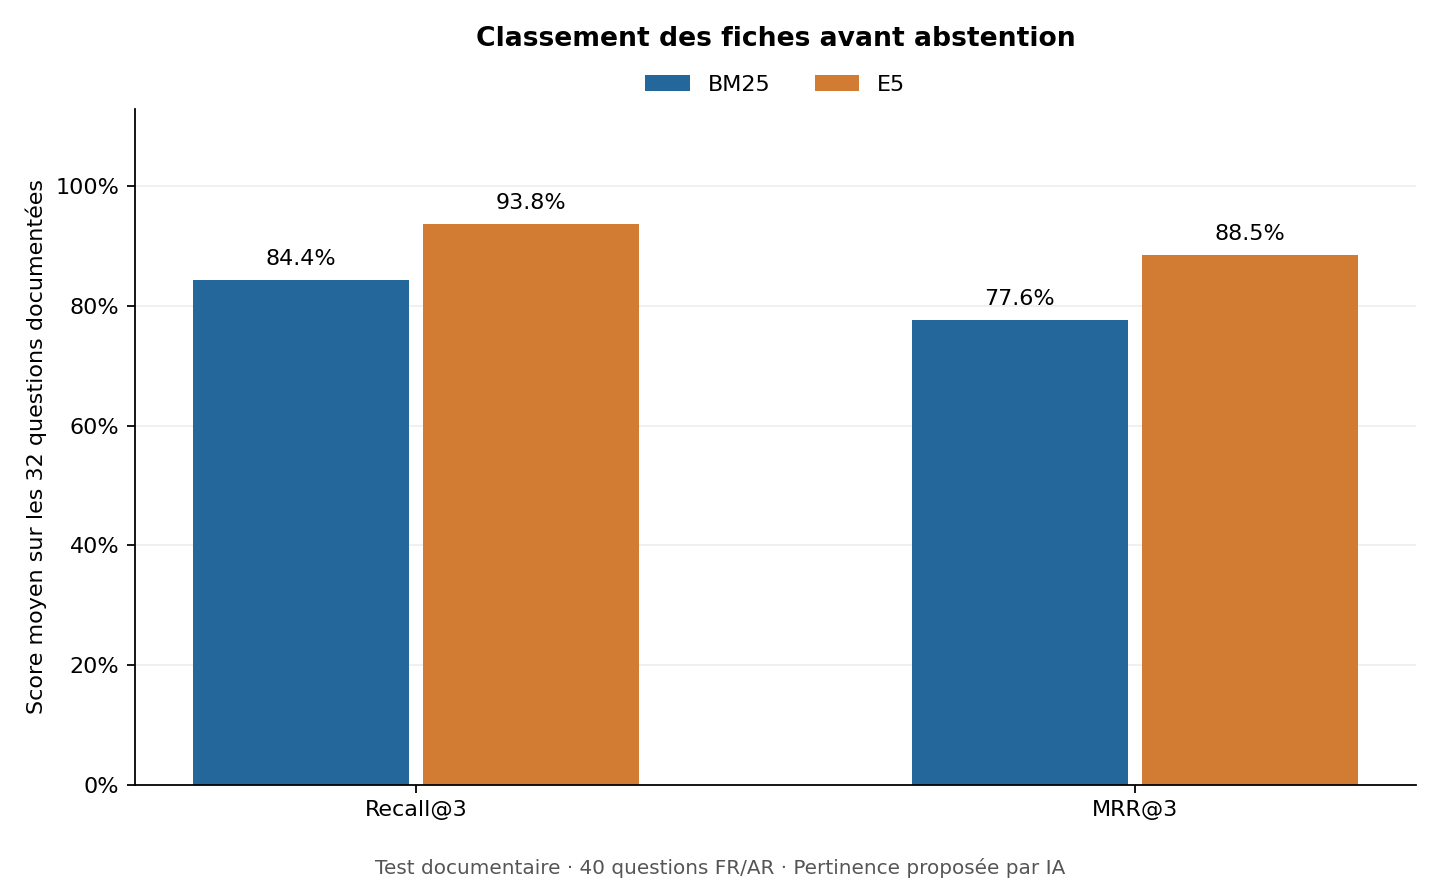 Classement des fiches avant abstention
BM25
E5
Score moyen sur les 32 questions documentées
100%
80%
60%
40%
20%
0%
84.4%
93.8%
77.6%
88.5%
Recall@3
MRR@3
Test documentaire · 40 questions FR/AR · Pertinence proposée par IA